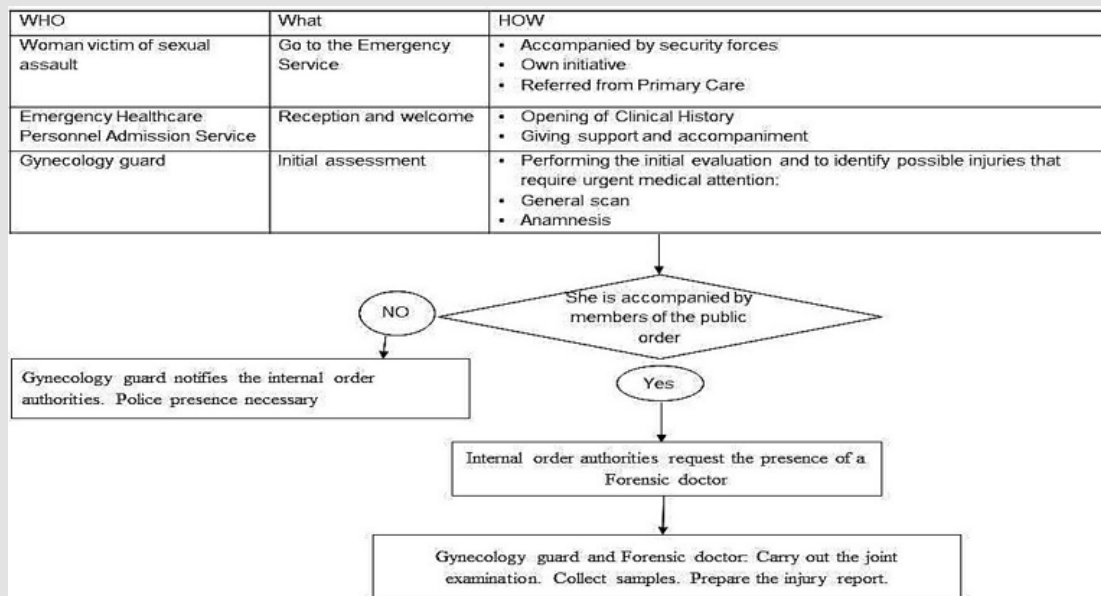 WHO What HOW
Woman victim of sexual assault
Go to the Emergency Service
• Accompanied by security forces
• Own initiative
• Referred from Primary Care
Emergency Healthcare
Personnel Admission Service
Reception and welcome
• Opening of Clinical History
• Giving support and accompaniment
Gynecology guard
Initial assessment
• Performing the initial evaluation and to identify possible injuries that
require urgent medical attention:
• General scan
• Anamnesis
She is accompanied by
members of the public
order
NO
Gynecology guard notifies the internal order
authorities. Police presence necessary
Yes
Internal order authorities request the presence of a
Forensic doctor
Gynecology guard and Forensic doctor: Carry out the joint
examination. Collect samples. Prepare the injury report.